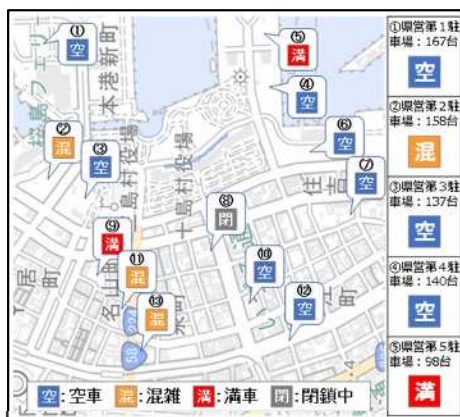 ①
空
本港新町
桜島フェリ
②
混
③
空
⑤
満
④
空
⑥
空
⑦
空
十島村役場
住吉
⑧
閉
⑨
満
⑩
空
⑪
混
⑫
空
⑬
混
名山町
空:空車 混:混雑 満:満車 閉:閉鎖中
①県営第1駐
車場:167台
空
②県営第2駐
車場:158台
混
③県営第3駐
車場:137台
空
④県営第4駐
車場:140台
空
⑤県営第5駐
車場:98台
満